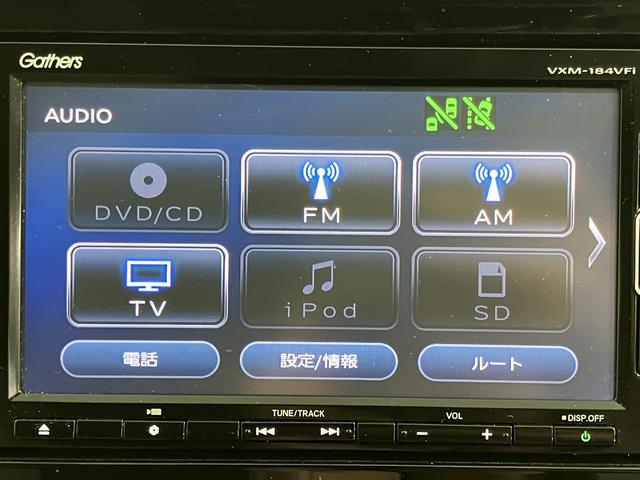 Gathers
VXM-184VFi
AUDIO
DVD/CD
FM
AM
TV
iPod
SD
電話
設定/情報
ルート
TUNE/TRACK
VOL
DISP.OFF